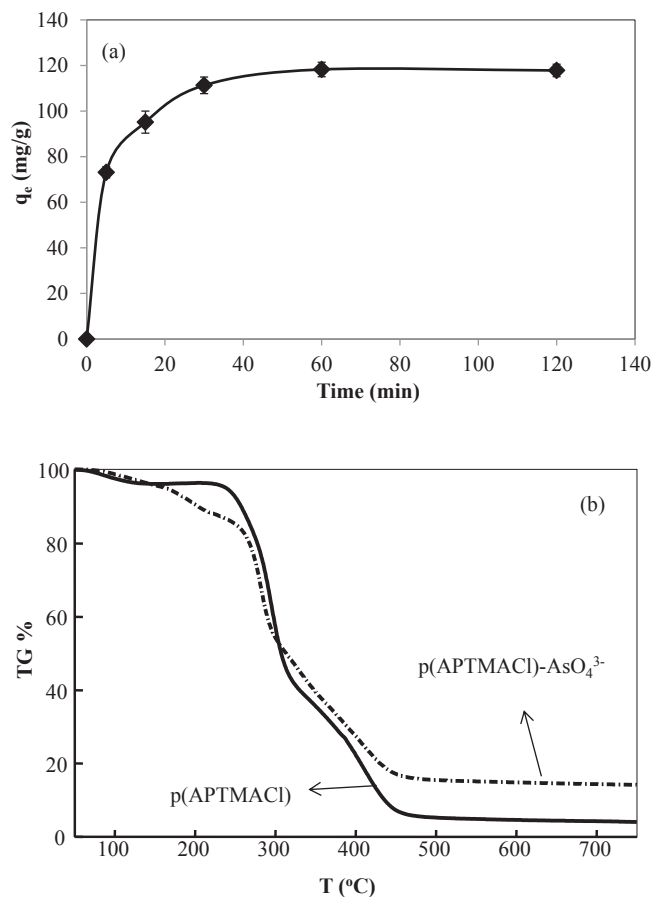 (a)
140
120
100
80
60
40
20
0
qₑ (mg/g)
0 20 40 60 80 100 120 140
Time (min)
(b)
100
80
60
40
20
0
TG %
p(APTMACl)-AsO₄³⁻
p(APTMACl)
100 200 300 400 500 600 700
T (ºC)